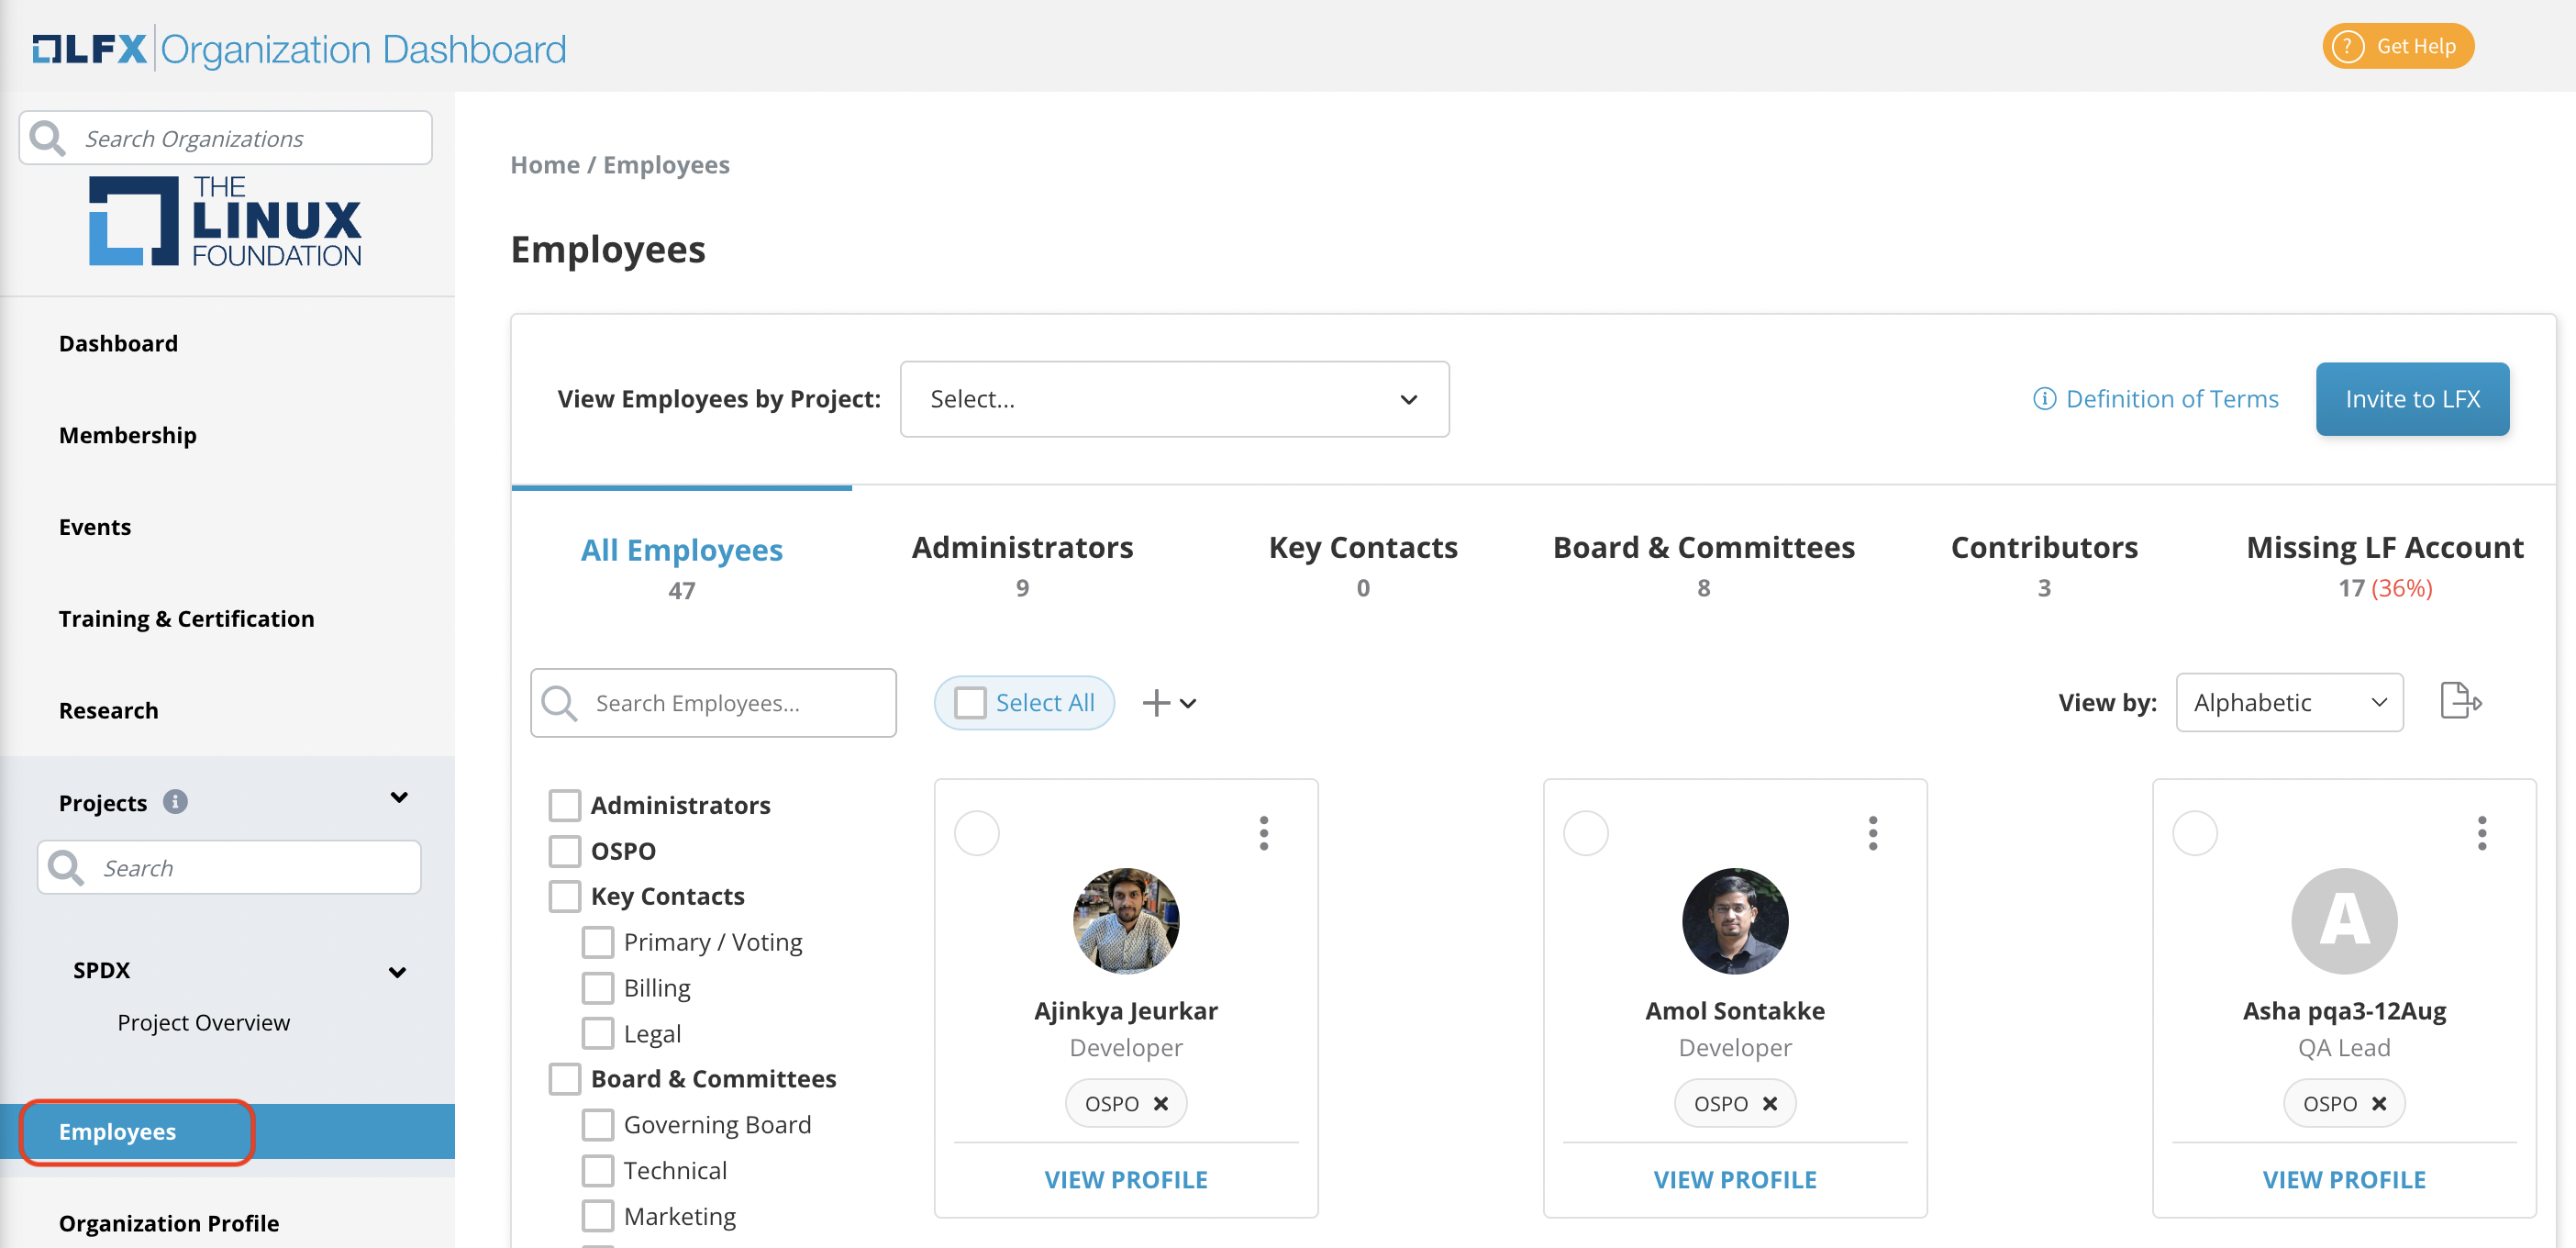 LFX Organization Dashboard
? Get Help
Search Organizations
THE
LINUX
FOUNDATION
Dashboard
Membership
Events
Training & Certification
Research
Projects i
Search
SPDX
Project Overview
Employees
Organization Profile
Home / Employees
Employees
View Employees by Project: Select...
i Definition of Terms
Invite to LFX
All Employees
47
Administrators
9
Key Contacts
0
Board & Committees
8
Contributors
3
Missing LF Account
17 (36%)
Search Employees...
Select All
View by: Alphabetic
Administrators
OSPO
Key Contacts
Primary / Voting
Billing
Legal
Board & Committees
Governing Board
Technical
Marketing
Ajinkya Jeurkar
Developer
OSPO
VIEW PROFILE
Amol Sontakke
Developer
OSPO
VIEW PROFILE
A
Asha pqa3-12Aug
QA Lead
OSPO
VIEW PROFILE